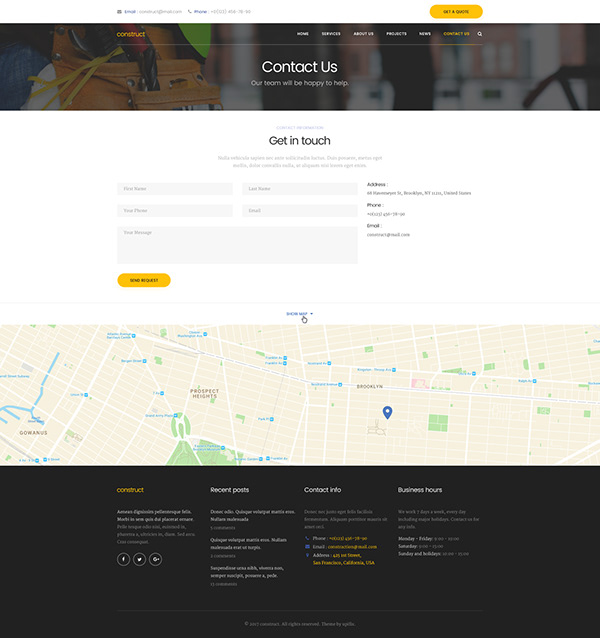 Email : construct@mail.com Phone : +1(123) 456-78-90
GET A QUOTE
construct
HOME SERVICES ABOUT US PROJECTS NEWS CONTACT US
Contact Us
Our team will be happy to help.
CONTACT INFORMATION
Get in touch
Nulla vehicula sapien nec ante sollicitudin luctus. Duis posuere, metus eget
mollis, dolor convallis nulla, et aliquam nisi lorem nibh.
First Name
Last Name
Your Phone
Email
Your Message
SEND REQUEST
Address :
68 Havemeyer St, Brooklyn, NY 11211, United States
Phone :
+1(123) 456-78-90
Email :
construct@mail.com
SHOW MAP
PROSPECT
HEIGHTS
BROOKLYN
GOWANUS
Bergen Street
Franklin Av
Park Pl
construct
Aenean dignissim pellentesque felis.
Morbi in sem quis dui placerat ornare.
Pede tempus nisi, euismod in,
pharetra a, ultricies in, diam. Sed arcu.
Cras consequat.
Recent posts
Donec odio. Quisque volutpat mattis eros.
Nullam malesuada
5 comments
Quisque volutpat mattis eros. Nullam
malesuada erat ut turpis.
2 comments
Suspendisse urna nibh, viverra non,
semper suscipit, posuere a, pede.
13 comments
Contact info
Donec nec justo eget felis facilisis
fermentum. Aliquam porttitor mauris sit
amet orci.
Phone : +1(123) 456-78-90
Email : construction@mail.com
Address : 425 1st Street,
San Francisco, California, USA
Business hours
We work 7 days a week, every day
including major holidays. Contact us for
any info.
Monday - Friday: 9:00 - 19:00
Saturday: 9:00 - 15:00
Sunday and holidays: 10:00 - 15:00
© 2017 construct. All rights reserved. Theme by